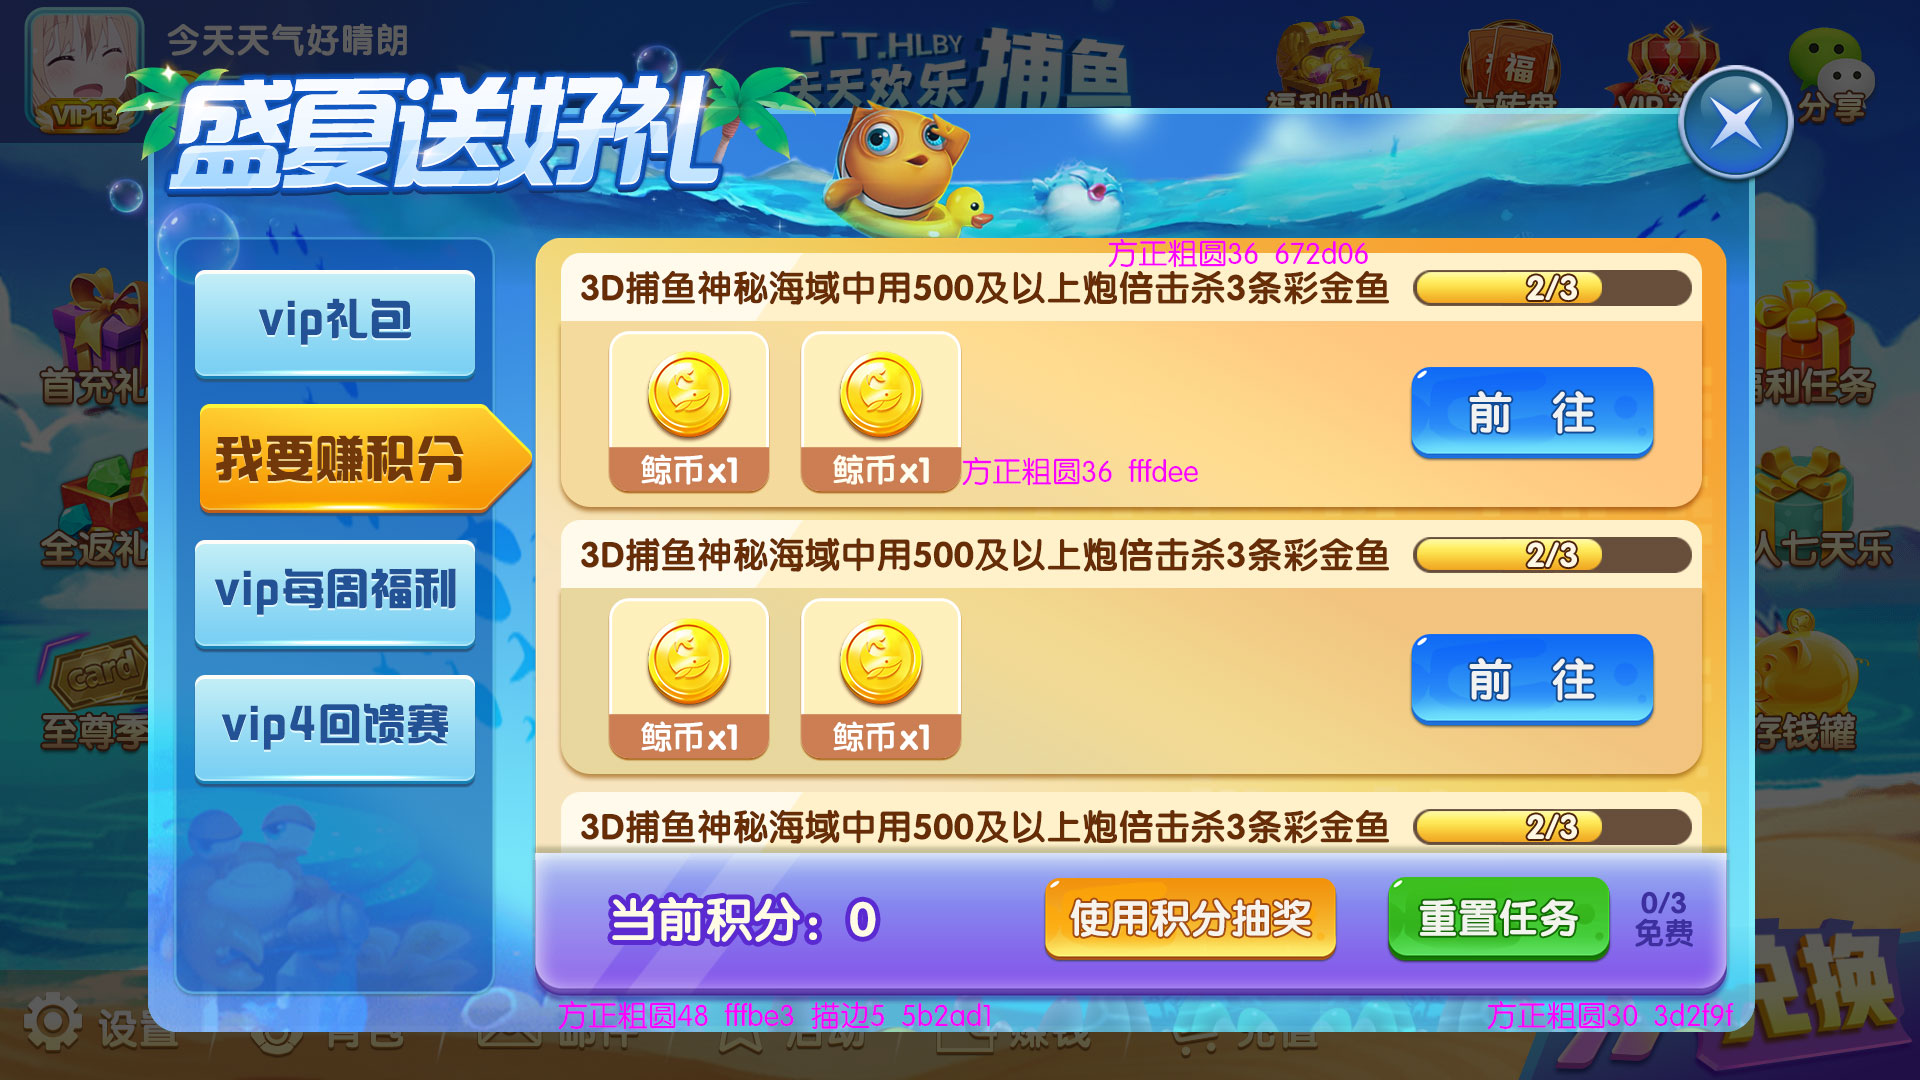 今天天气好晴朗
VIP13
TT.HLBY
天天欢乐捕鱼
福利中心
大转盘
分享
盛夏送好礼
福
vip礼包
我要赚积分
vip每周福利
vip4回馈赛
方正粗圆36 672d06
3D捕鱼神秘海域中用500及以上炮倍击杀3条彩金鱼
2/3
鲸币x1
鲸币x1
方正粗圆36 fffdee
前 往
3D捕鱼神秘海域中用500及以上炮倍击杀3条彩金鱼
2/3
鲸币x1
鲸币x1
前 往
3D捕鱼神秘海域中用500及以上炮倍击杀3条彩金鱼
2/3
当前积分：0
使用积分抽奖
重置任务
0/3
免费
方正粗圆48 fffbe3 描边5 5b2ad1
方正粗圆30 3d2f9f
首充礼
全返礼
card
至尊季
福利任务
人七天乐
存钱罐
兑换
设置
背包
邮件
活动
赚钱
充值